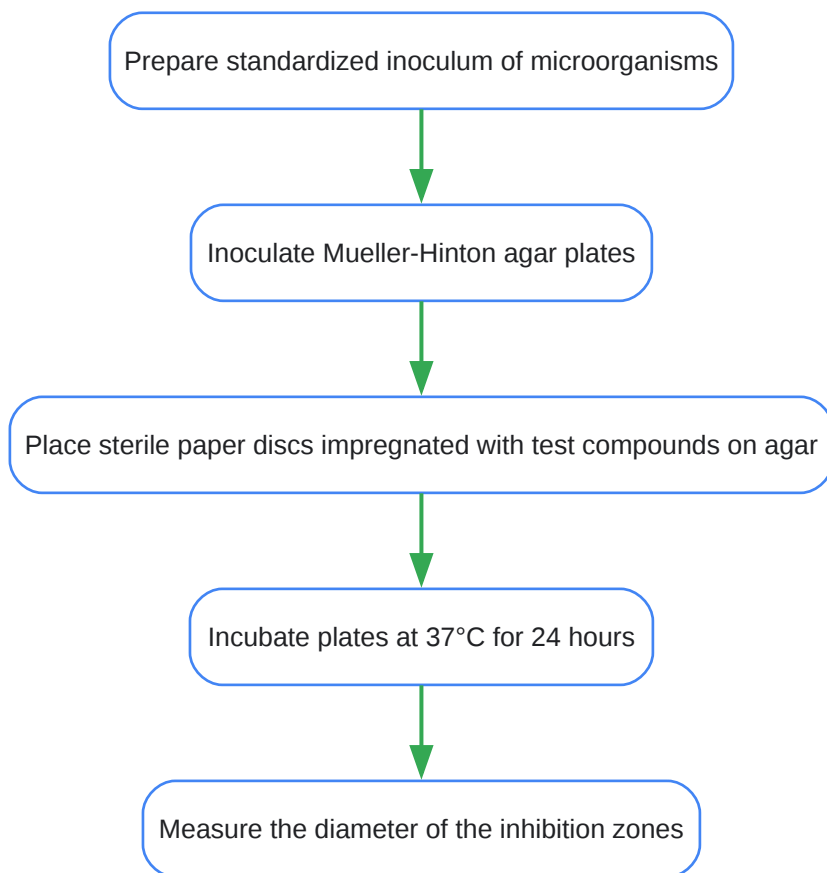 Prepare standardized inoculum of microorganisms
Inoculate Mueller-Hinton agar plates
Place sterile paper discs impregnated with test compounds on agar
Incubate plates at 37°C for 24 hours
Measure the diameter of the inhibition zones